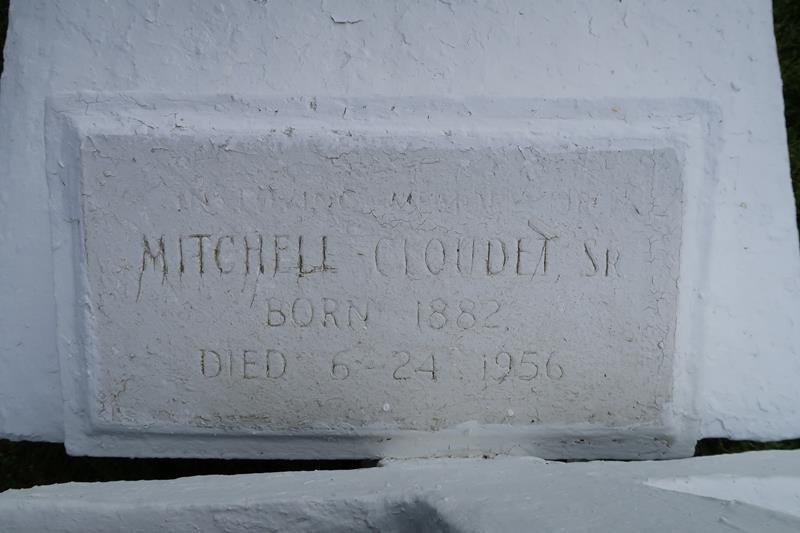 IN LOVING MEMORY OF
MITCHELL CLOUDET SR
BORN 1882
DIED 6-24 1956